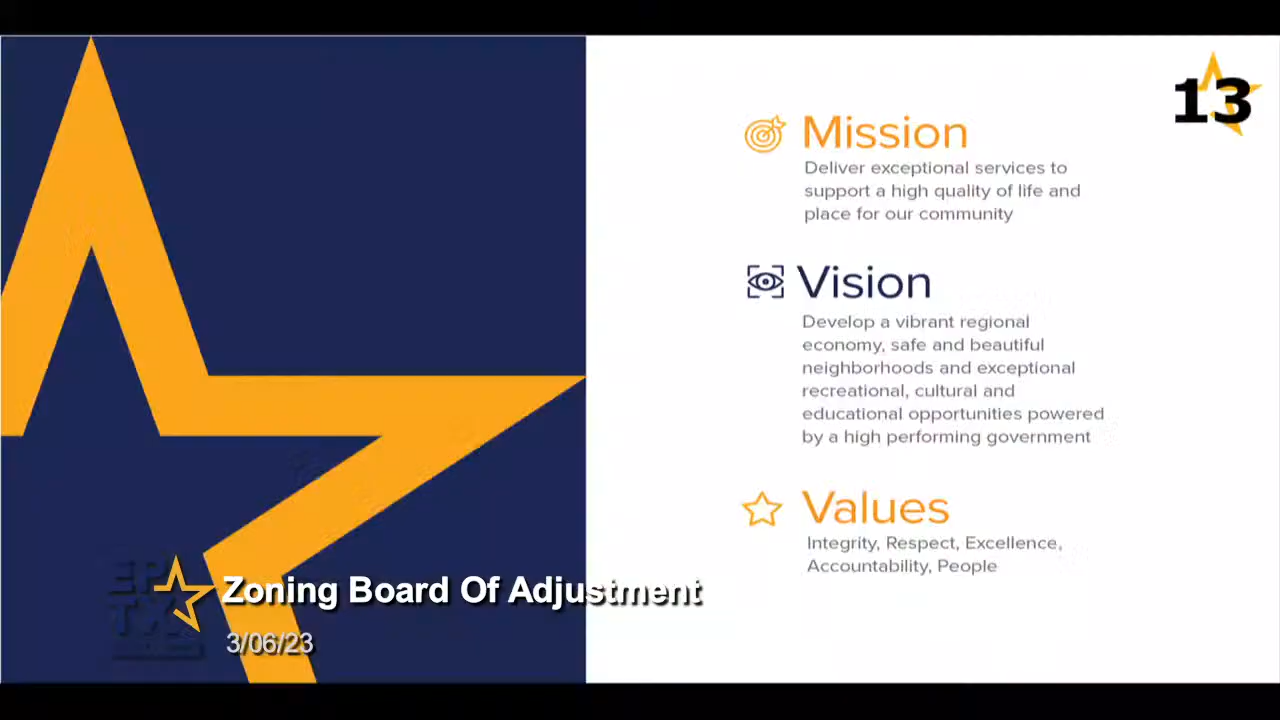 13
Mission
Deliver exceptional services to
support a high quality of life and
place for our community
Vision
Develop a vibrant regional
economy, safe and beautiful
neighborhoods and exceptional
recreational, cultural and
educational opportunities powered
by a high performing government
Values
Integrity, Respect, Excellence,
Accountability, People
EP
TX
Zoning Board Of Adjustment
3/06/23